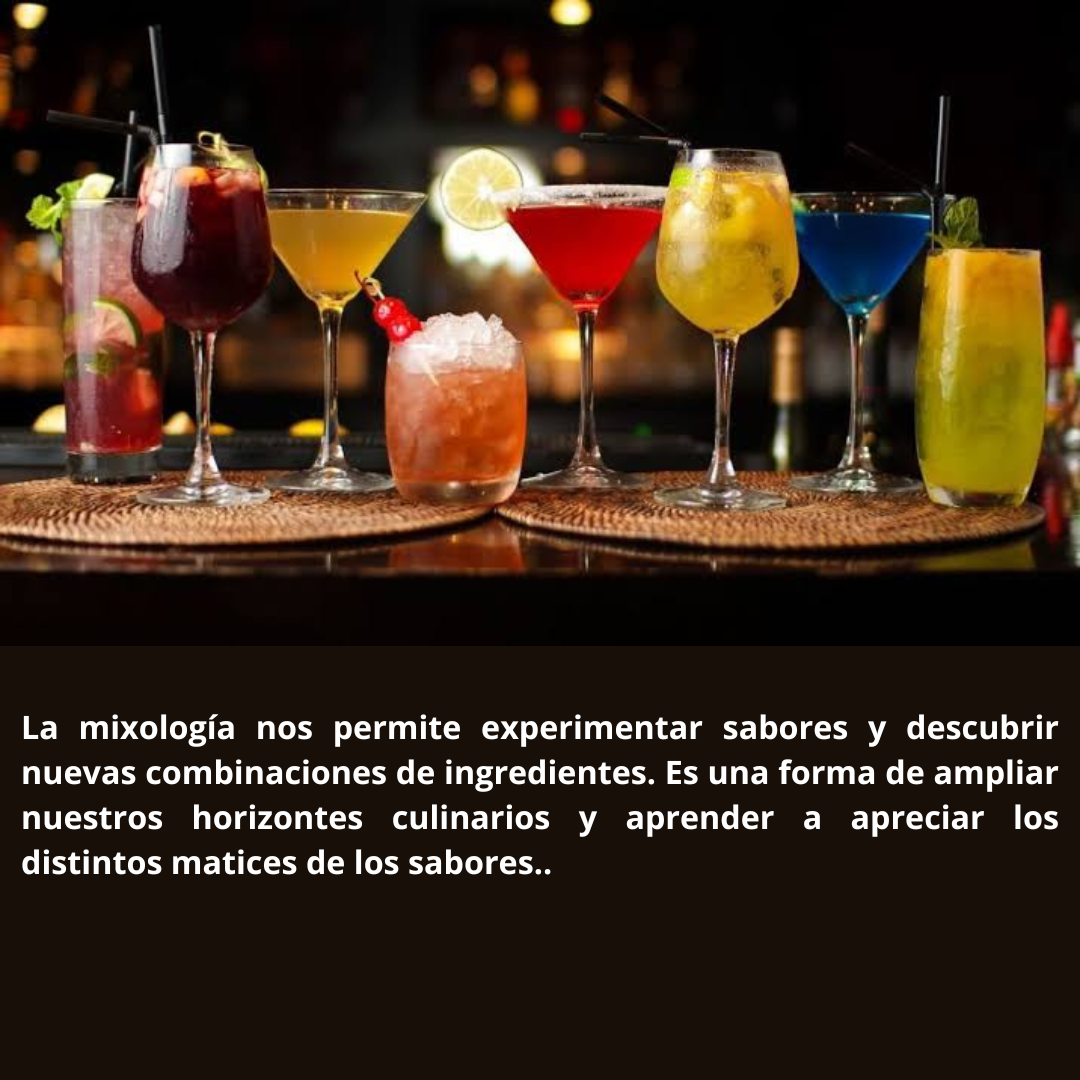 La mixología nos permite experimentar sabores y descubrir
nuevas combinaciones de ingredientes. Es una forma de ampliar
nuestros horizontes culinarios y aprender a apreciar los
distintos matices de los sabores..